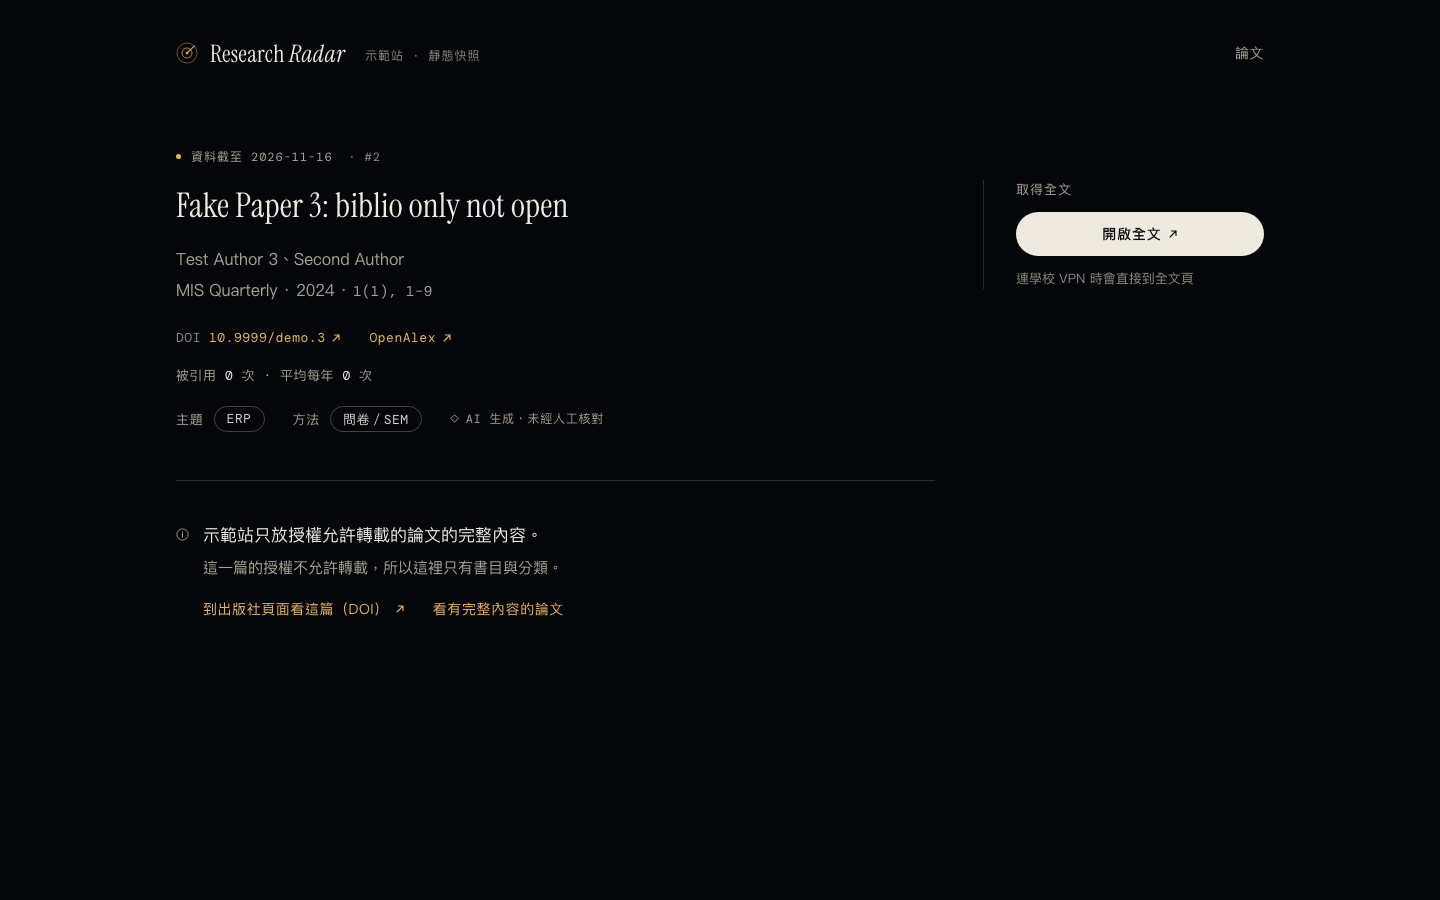 Research Radar 示範站 · 靜態快照
論文
資料截至 2026-11-16 · #2
Fake Paper 3: biblio only not open
Test Author 3、Second Author
MIS Quarterly · 2024 · 1(1), 1-9
DOI 10.9999/demo.3 ↗ OpenAlex ↗
被引用 0 次 · 平均每年 0 次
主題 ERP 方法 問卷 / SEM ◇ AI 生成 · 未經人工核對
取得全文
開啟全文 ↗
連學校 VPN 時會直接到全文頁
示範站只放授權允許轉載的論文的完整內容。
這一篇的授權不允許轉載，所以這裡只有書目與分類。
到出版社頁面看這篇（DOI） ↗ 看有完整內容的論文